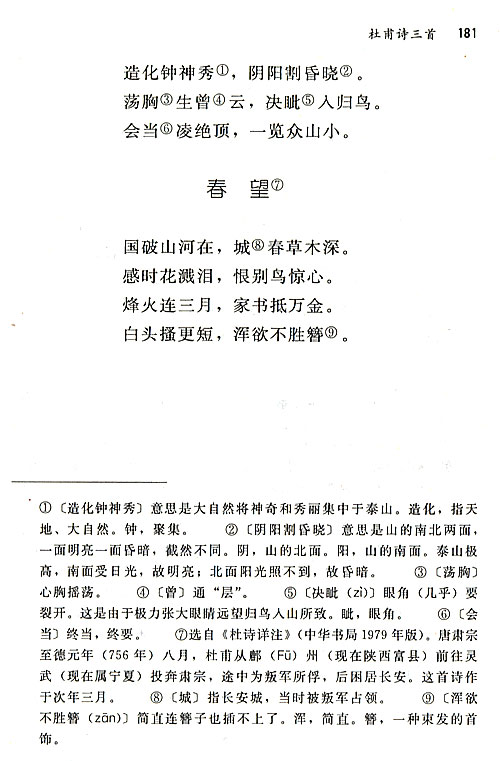 杜甫诗三首 181
造化钟神秀①，阴阳割昏晓②。
荡胸③生曾④云，决眦⑤入归鸟。
会当⑥凌绝顶，一览众山小。
春 望⑦
国破山河在，城⑧春草木深。
感时花溅泪，恨别鸟惊心。
烽火连三月，家书抵万金。
白头搔更短，浑欲不胜簪⑨。
①〔造化钟神秀〕意思是大自然将神奇和秀丽集中于泰山。造化，指天
地、大自然。钟，聚集。 ②〔阴阳割昏晓〕意思是山的南北两面，
一面明亮一面昏暗，截然不同。阴，山的北面。阳，山的南面。泰山极
高，南面受日光，故明亮；北面阳光照不到，故昏暗。 ③〔荡胸〕
心胸摇荡。 ④〔曾〕通“层”。 ⑤〔决眦（zì）〕眼角（几乎）要
裂开。这是由于极力张大眼睛远望归鸟入山所致。眦，眼角。 ⑥〔会
当〕终当，终要。 ⑦选自《杜诗详注》（中华书局1979年版）。唐肃宗
至德元年（756年）八月，杜甫从鄜（Fū）州（现在陕西富县）前往灵
武（现在属宁夏）投奔肃宗，途中为叛军所俘，后困居长安。这首诗作
于次年三月。 ⑧〔城〕指长安城，当时被叛军占领。 ⑨〔浑欲
不胜簪（zān）〕简直连簪子也插不上了。浑，简直。簪，一种束发的首
饰。